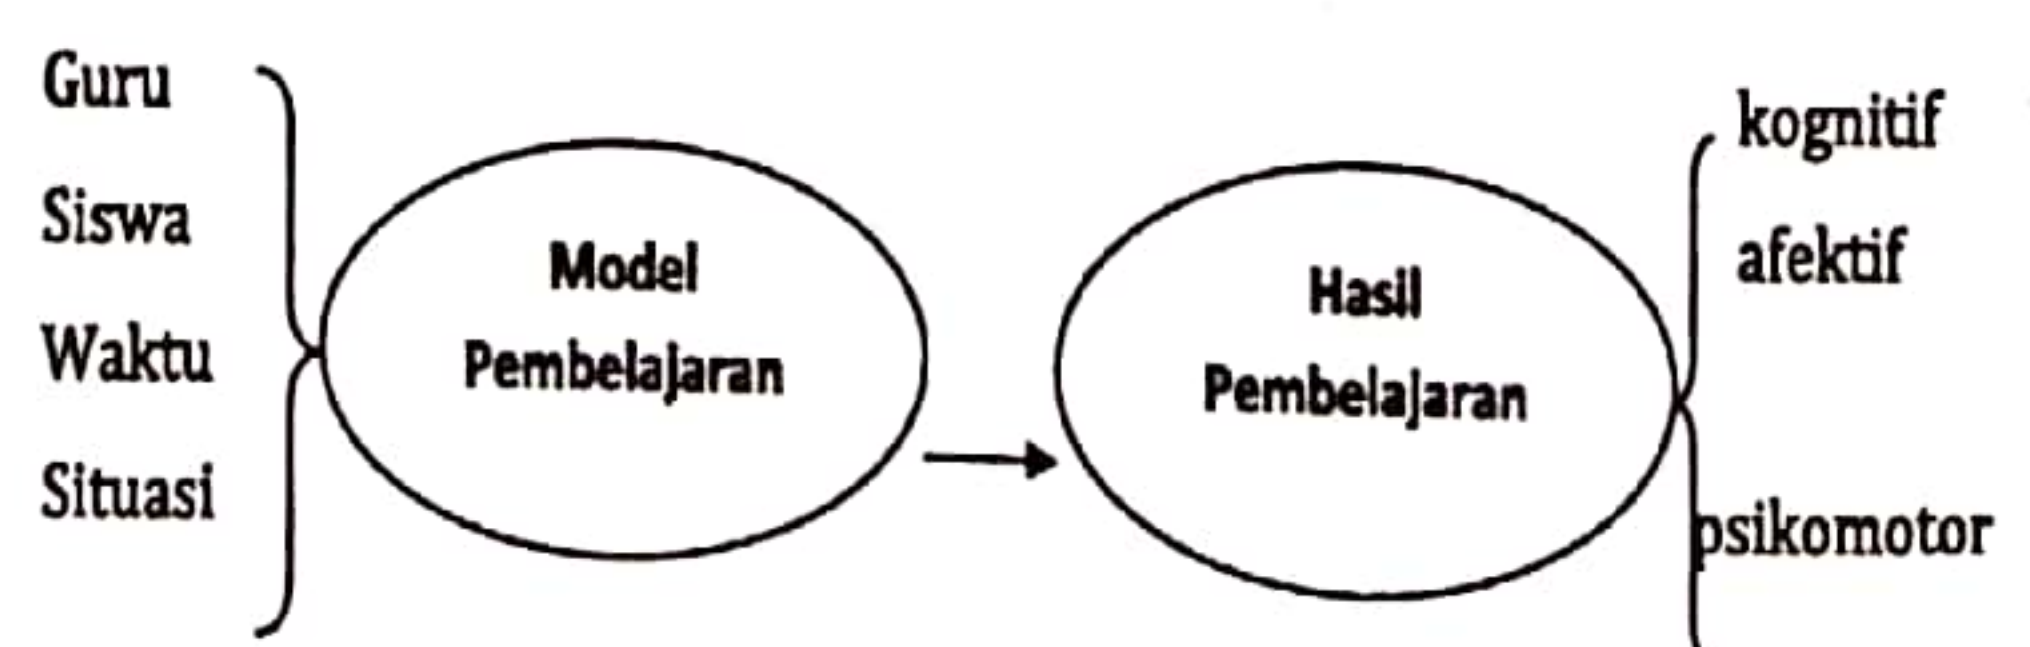 Guru
Siswa
Waktu
Situasi
Model
Pembelajaran
Hasil
Pembelajaran
kognitif
afektif
psikomotor